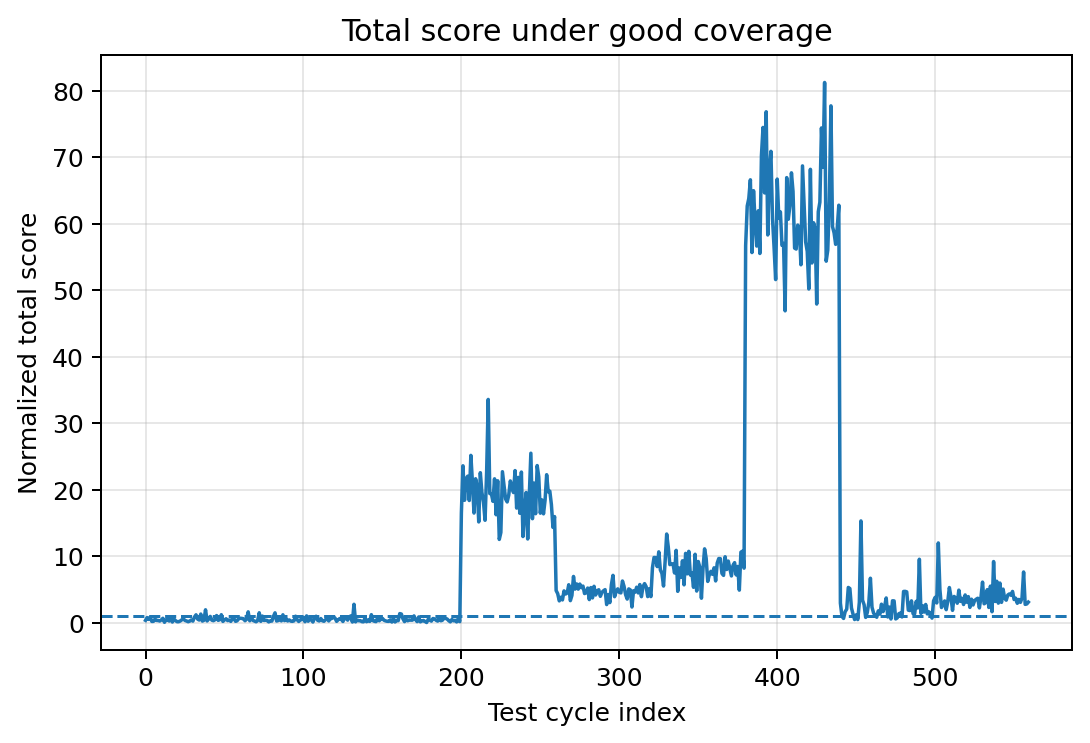 Total score under good coverage
Normalized total score
80
70
60
50
40
30
20
10
0
0 100 200 300 400 500
Test cycle index